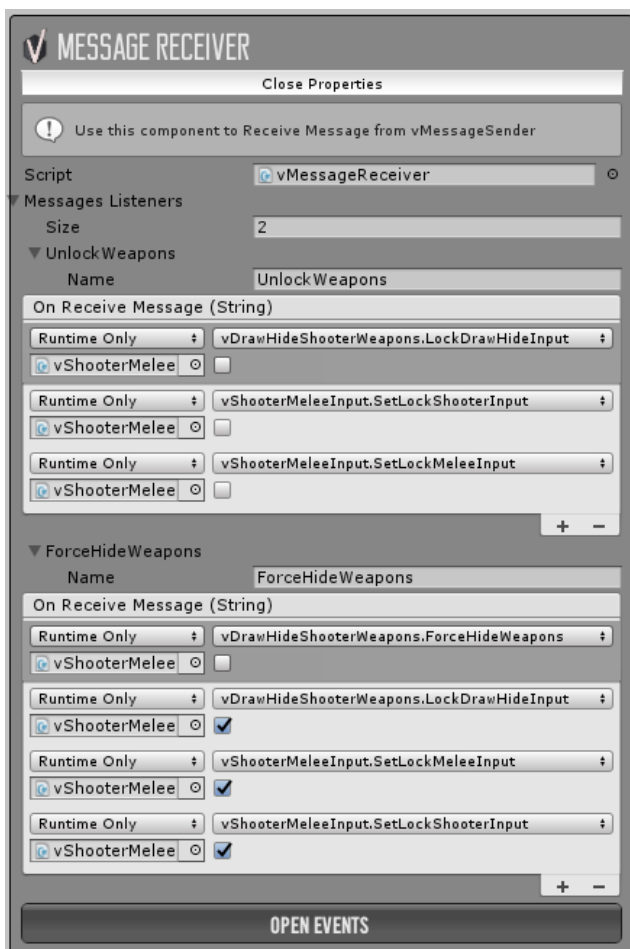 MESSAGE RECEIVER
Close Properties
Use this component to Receive Message from vMessageSender
Script vMessageReceiver
Messages Listeners
Size 2
UnlockWeapons
Name UnlockWeapons
On Receive Message (String)
Runtime Only vDrawHideShooterWeapons.LockDrawHideInput
vShooterMelee
Runtime Only vShooterMeleeInput.SetLockShooterInput
vShooterMelee
Runtime Only vShooterMeleeInput.SetLockMeleeInput
vShooterMelee
+ −
ForceHideWeapons
Name ForceHideWeapons
On Receive Message (String)
Runtime Only vDrawHideShooterWeapons.ForceHideWeapons
vShooterMelee
Runtime Only vDrawHideShooterWeapons.LockDrawHideInput
vShooterMelee
Runtime Only vShooterMeleeInput.SetLockMeleeInput
vShooterMelee
Runtime Only vShooterMeleeInput.SetLockShooterInput
vShooterMelee
+ −
OPEN EVENTS